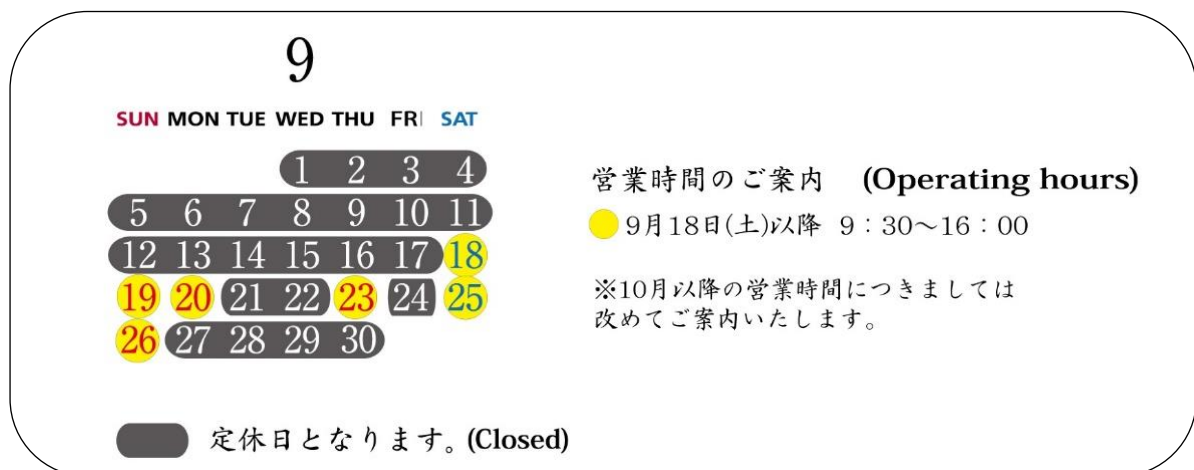 9
SUN MON TUE WED THU FRI SAT
1 2 3 4
5 6 7 8 9 10 11
12 13 14 15 16 17 18
19 20 21 22 23 24 25
26 27 28 29 30
営業時間のご案内 (Operating hours)
9月18日(土)以降 9:30〜16:00
※10月以降の営業時間につきましては
改めてご案内いたします。
定休日となります。(Closed)